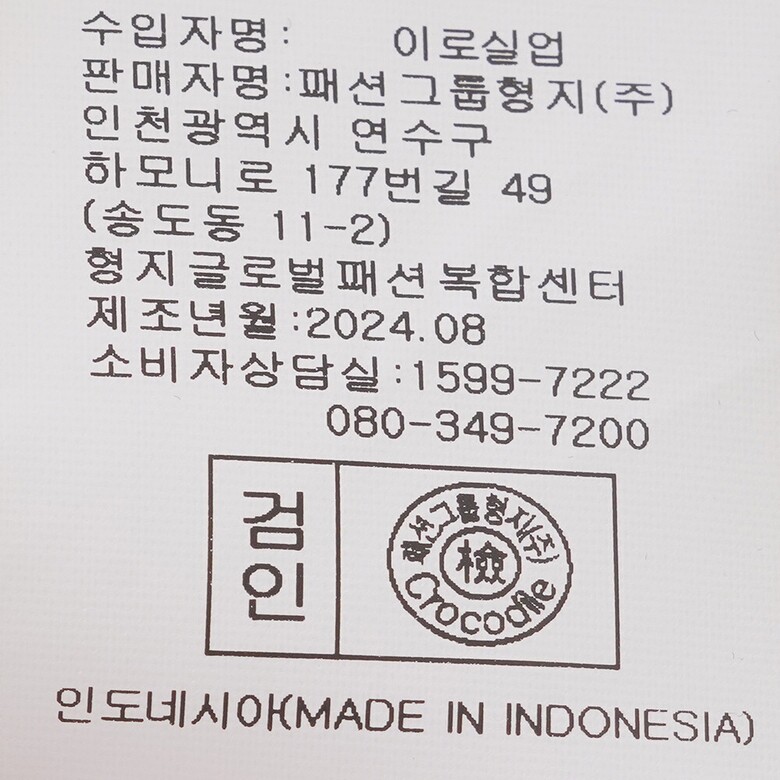 수입자명: 이로실업
판매자명:패션그룹형지(주)
인천광역시 연수구
하모니로 177번길 49
(송도동 11-2)
형지글로벌패션복합센터
제조년월:2024.08
소비자상담실:1599-7222
080-349-7200
검인
패션그룹형지(주)
檢
Crocodile
인도네시아(MADE IN INDONESIA)